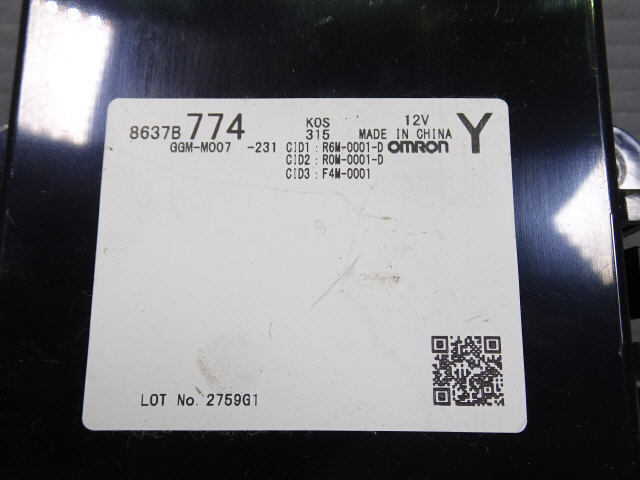 8637B 774 KOS 12V Y
315 MADE IN CHINA
GGM-M007 -231 CID1 : R6M-0001-D OMRON
CID2 : R0M-0001-D
CID3 : F4M-0001
LOT No. 2759G1